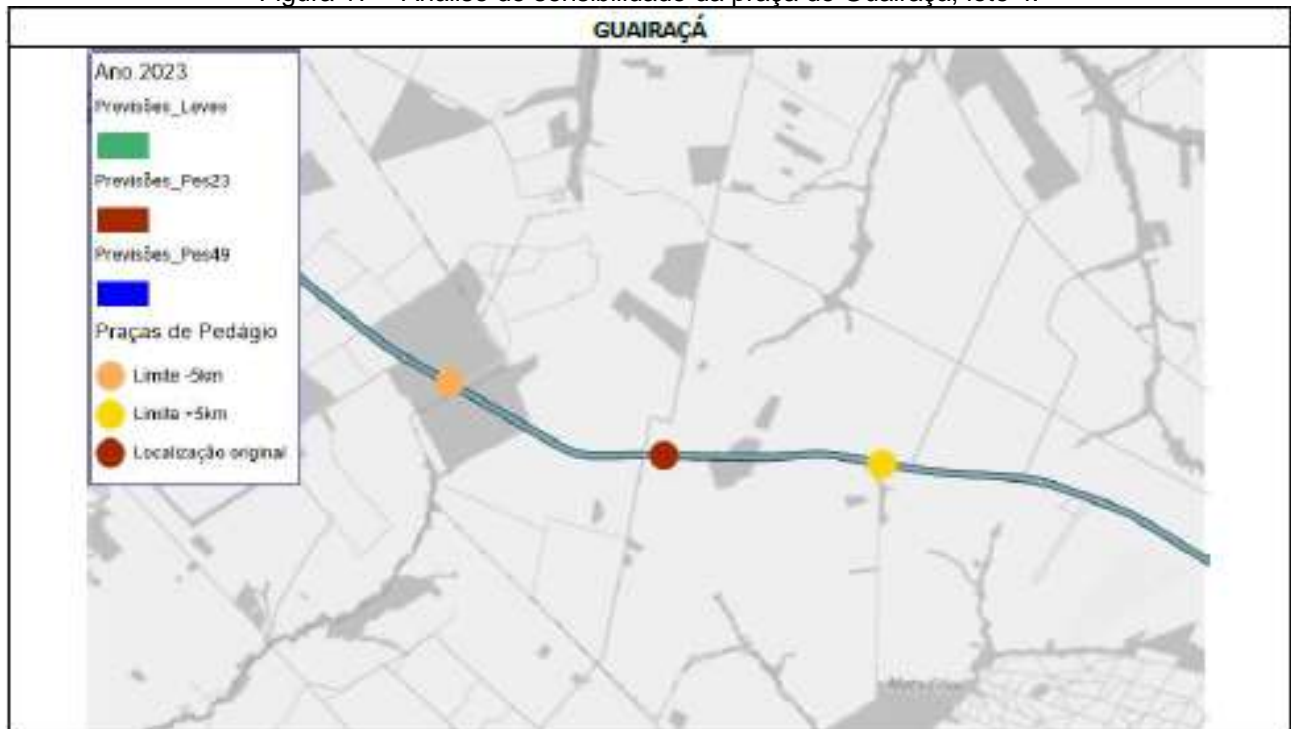 GUAIRAÇÁ
Ano 2023
Previsões_Leves
Previsões_Pes23
Previsões_Pes49
Praças de Pedágio
Limite -5km
Limite +5km
Localização original